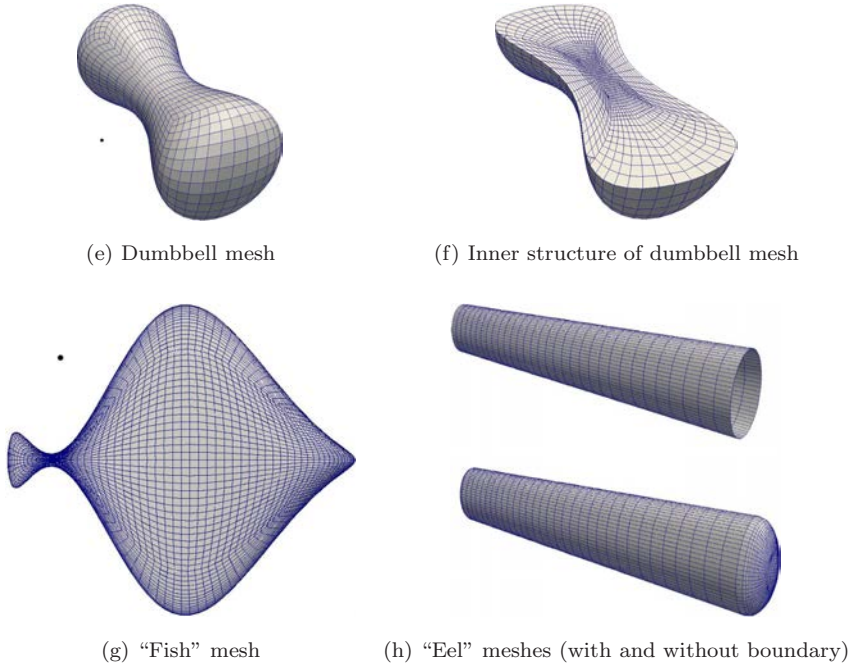 (e) Dumbbell mesh
(f) Inner structure of dumbbell mesh
(g) “Fish” mesh
(h) “Eel” meshes (with and without boundary)